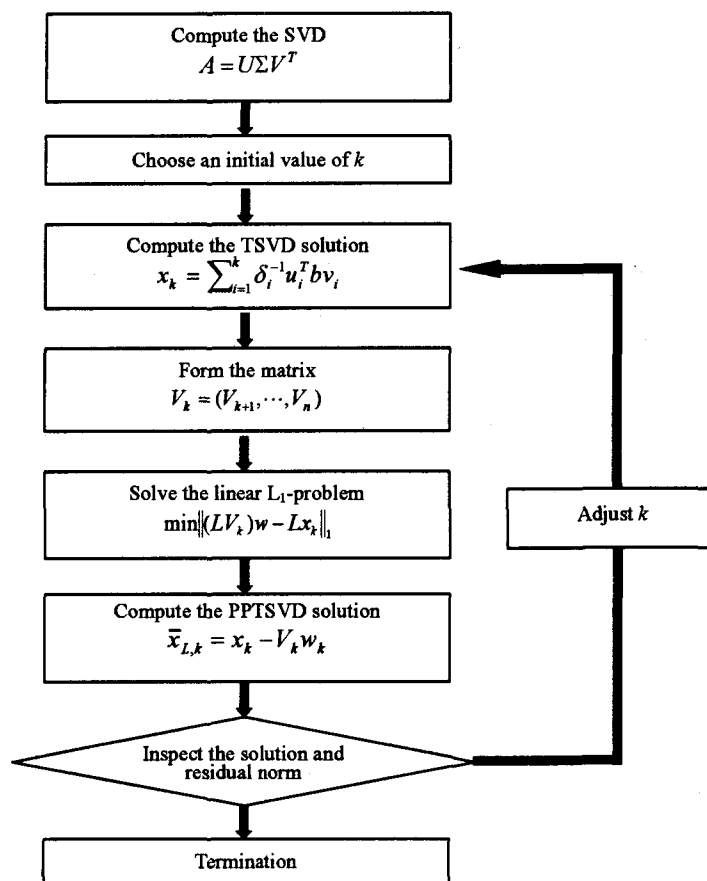 Compute the SVD
A = UΣV^T
Choose an initial value of k
Compute the TSVD solution
x_k = ∑_{i=1}^{k} δ_i^{-1} u_i^T b v_i
Form the matrix
V_k = (V_{k+1}, ⋯, V_n)
Solve the linear L₁-problem
min‖(LV_k)w − Lx_k‖₁
Adjust k
Compute the PPTSVD solution
x̄_{L,k} = x_k − V_k w_k
Inspect the solution and
residual norm
Termination